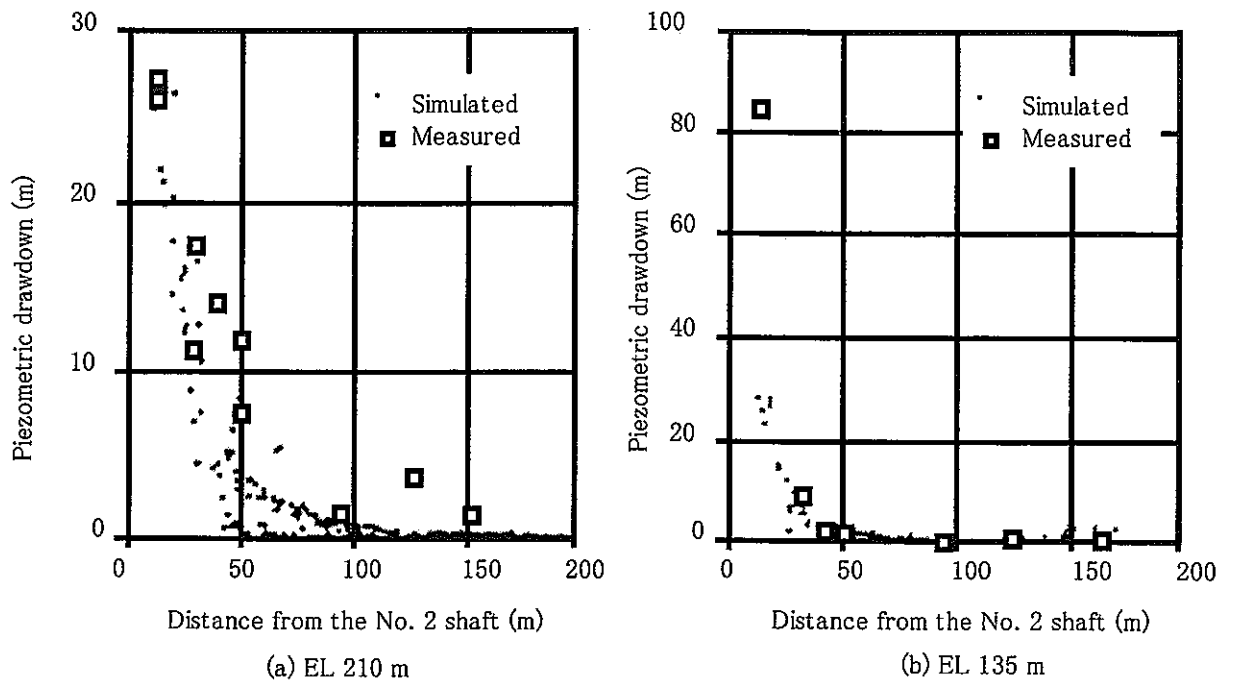 30
20
10
0
Piezometric drawdown (m)
Simulated
Measured
0 50 100 150 200
Distance from the No. 2 shaft (m)
(a) EL 210 m
100
80
60
40
20
0
Piezometric drawdown (m)
Simulated
Measured
0 50 100 150 200
Distance from the No. 2 shaft (m)
(b) EL 135 m